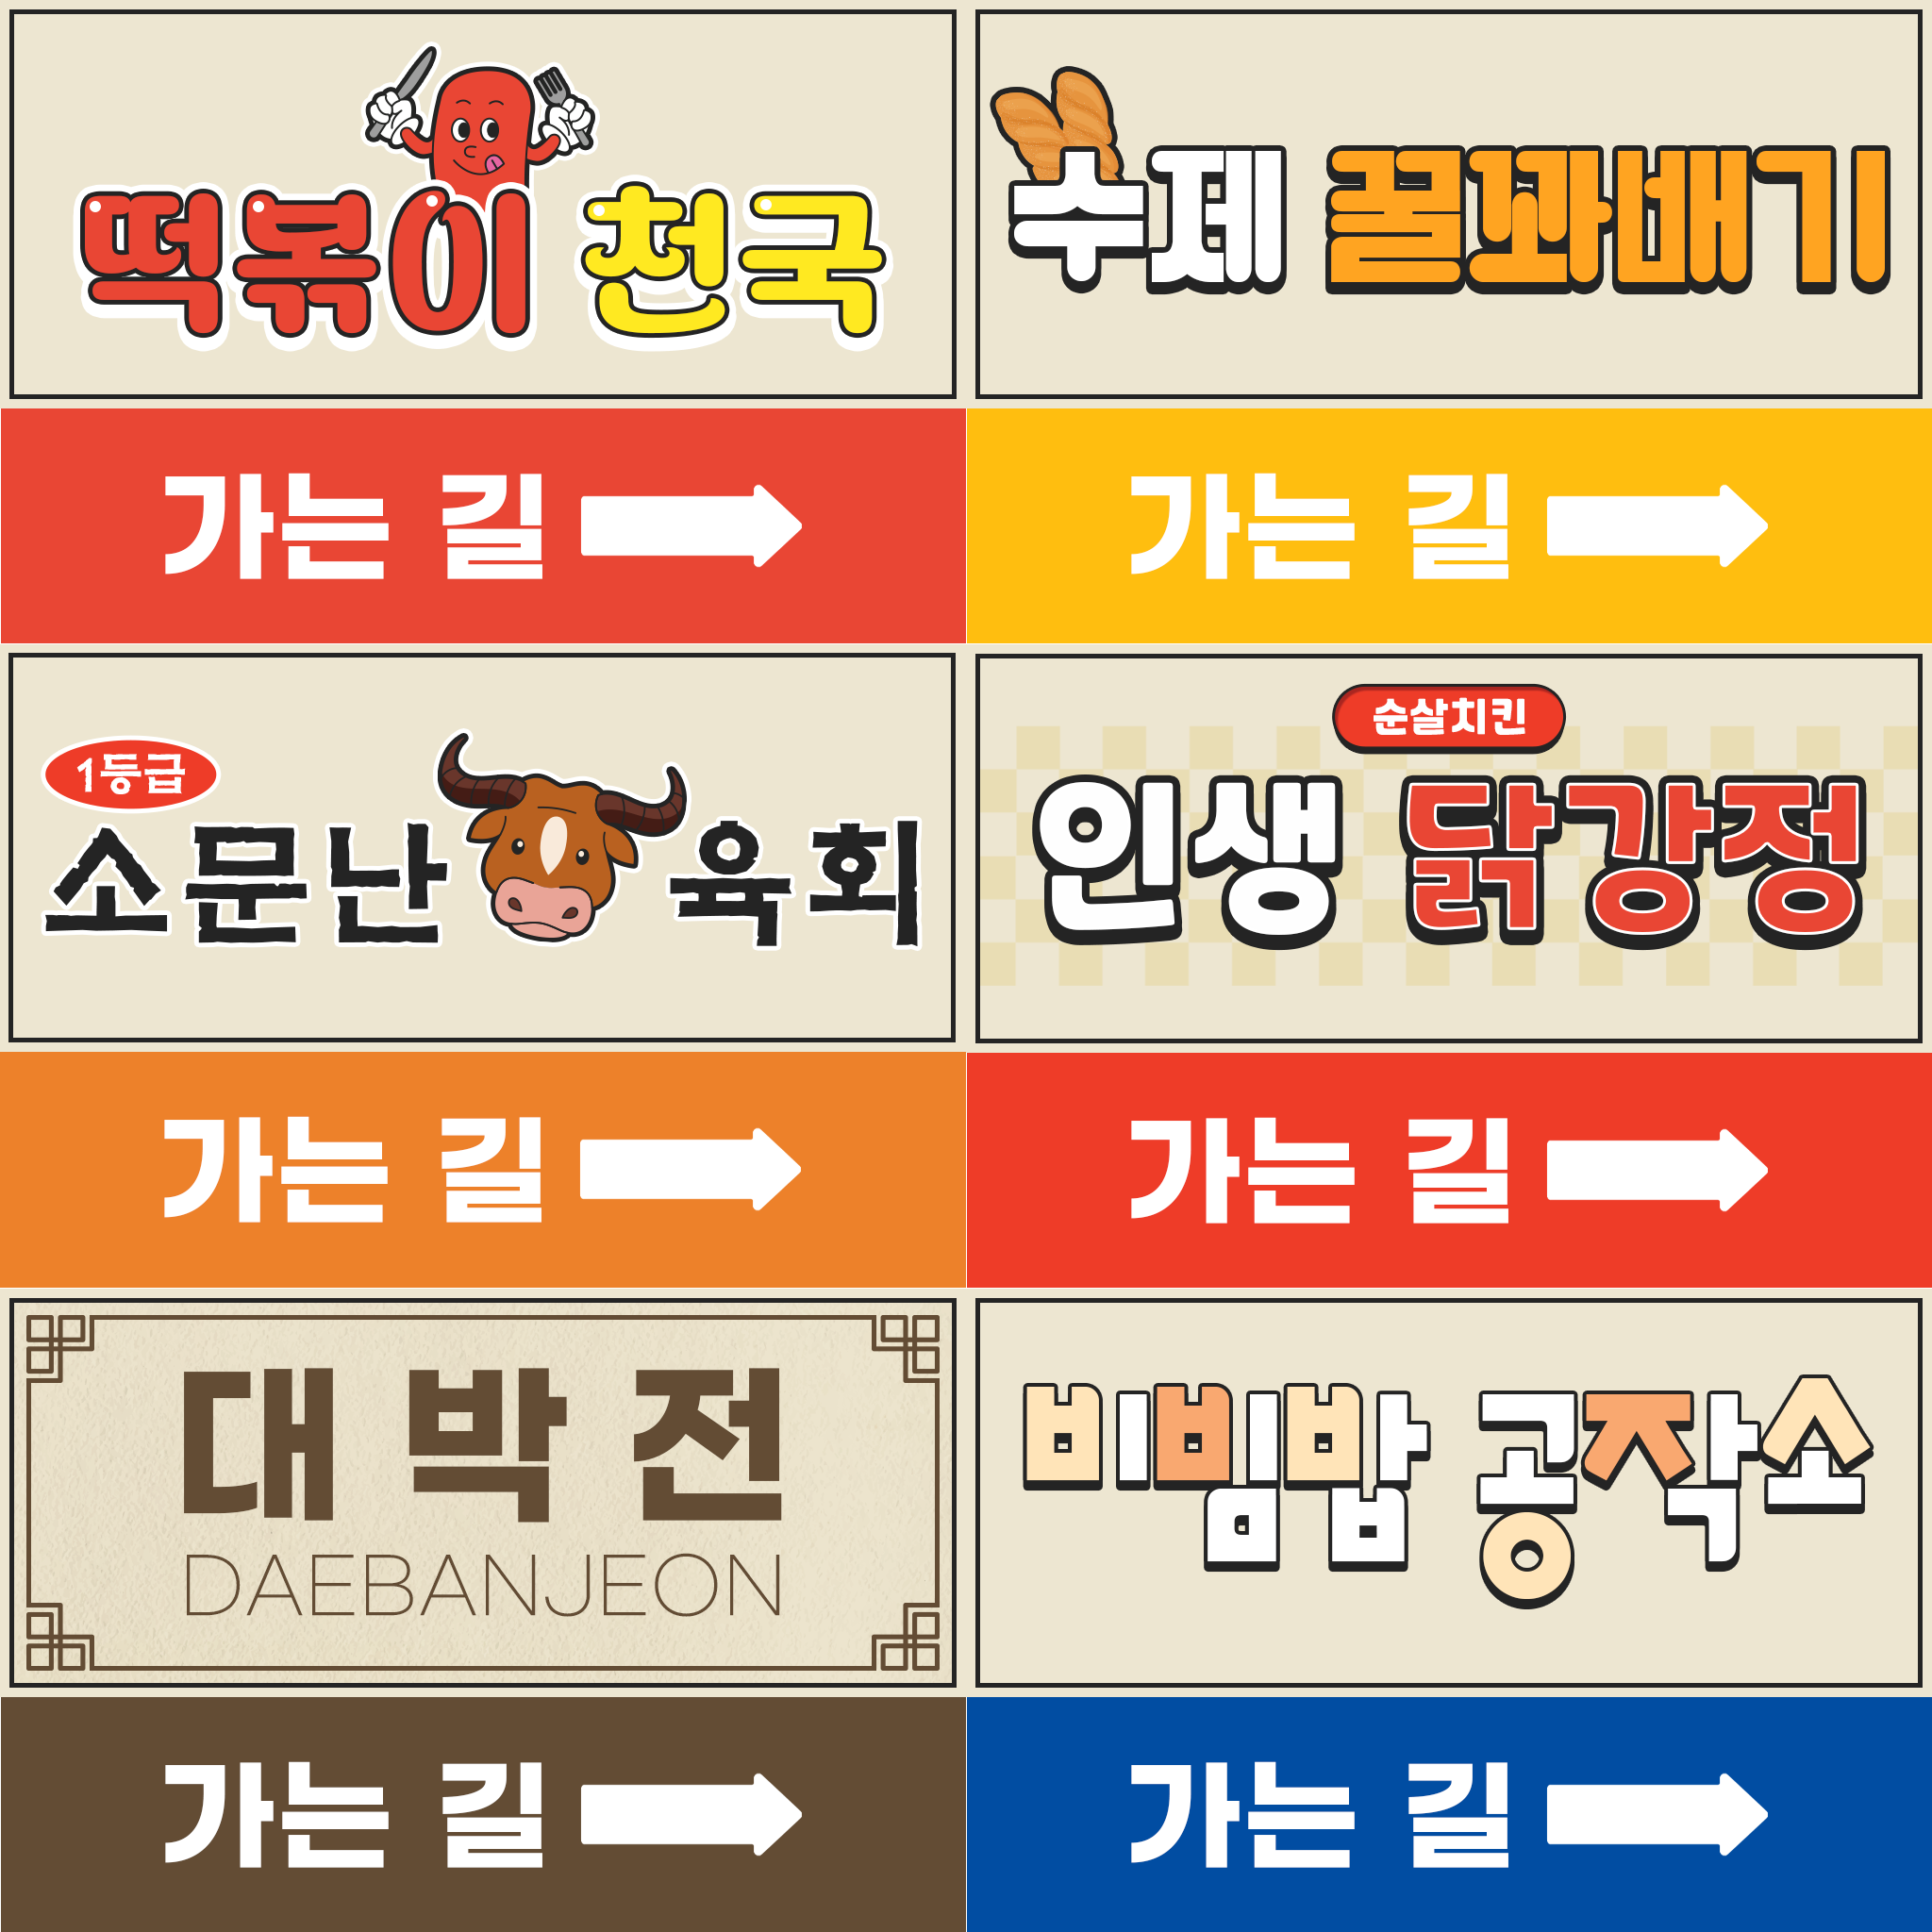 떡볶이 천국
가는 길
수제 꿀꽈배기
가는 길
1등급
소문난 육회
가는 길
순살치킨
인생 닭강정
가는 길
대박전
DAEBANJEON
가는 길
비빔밥 공작소
가는 길